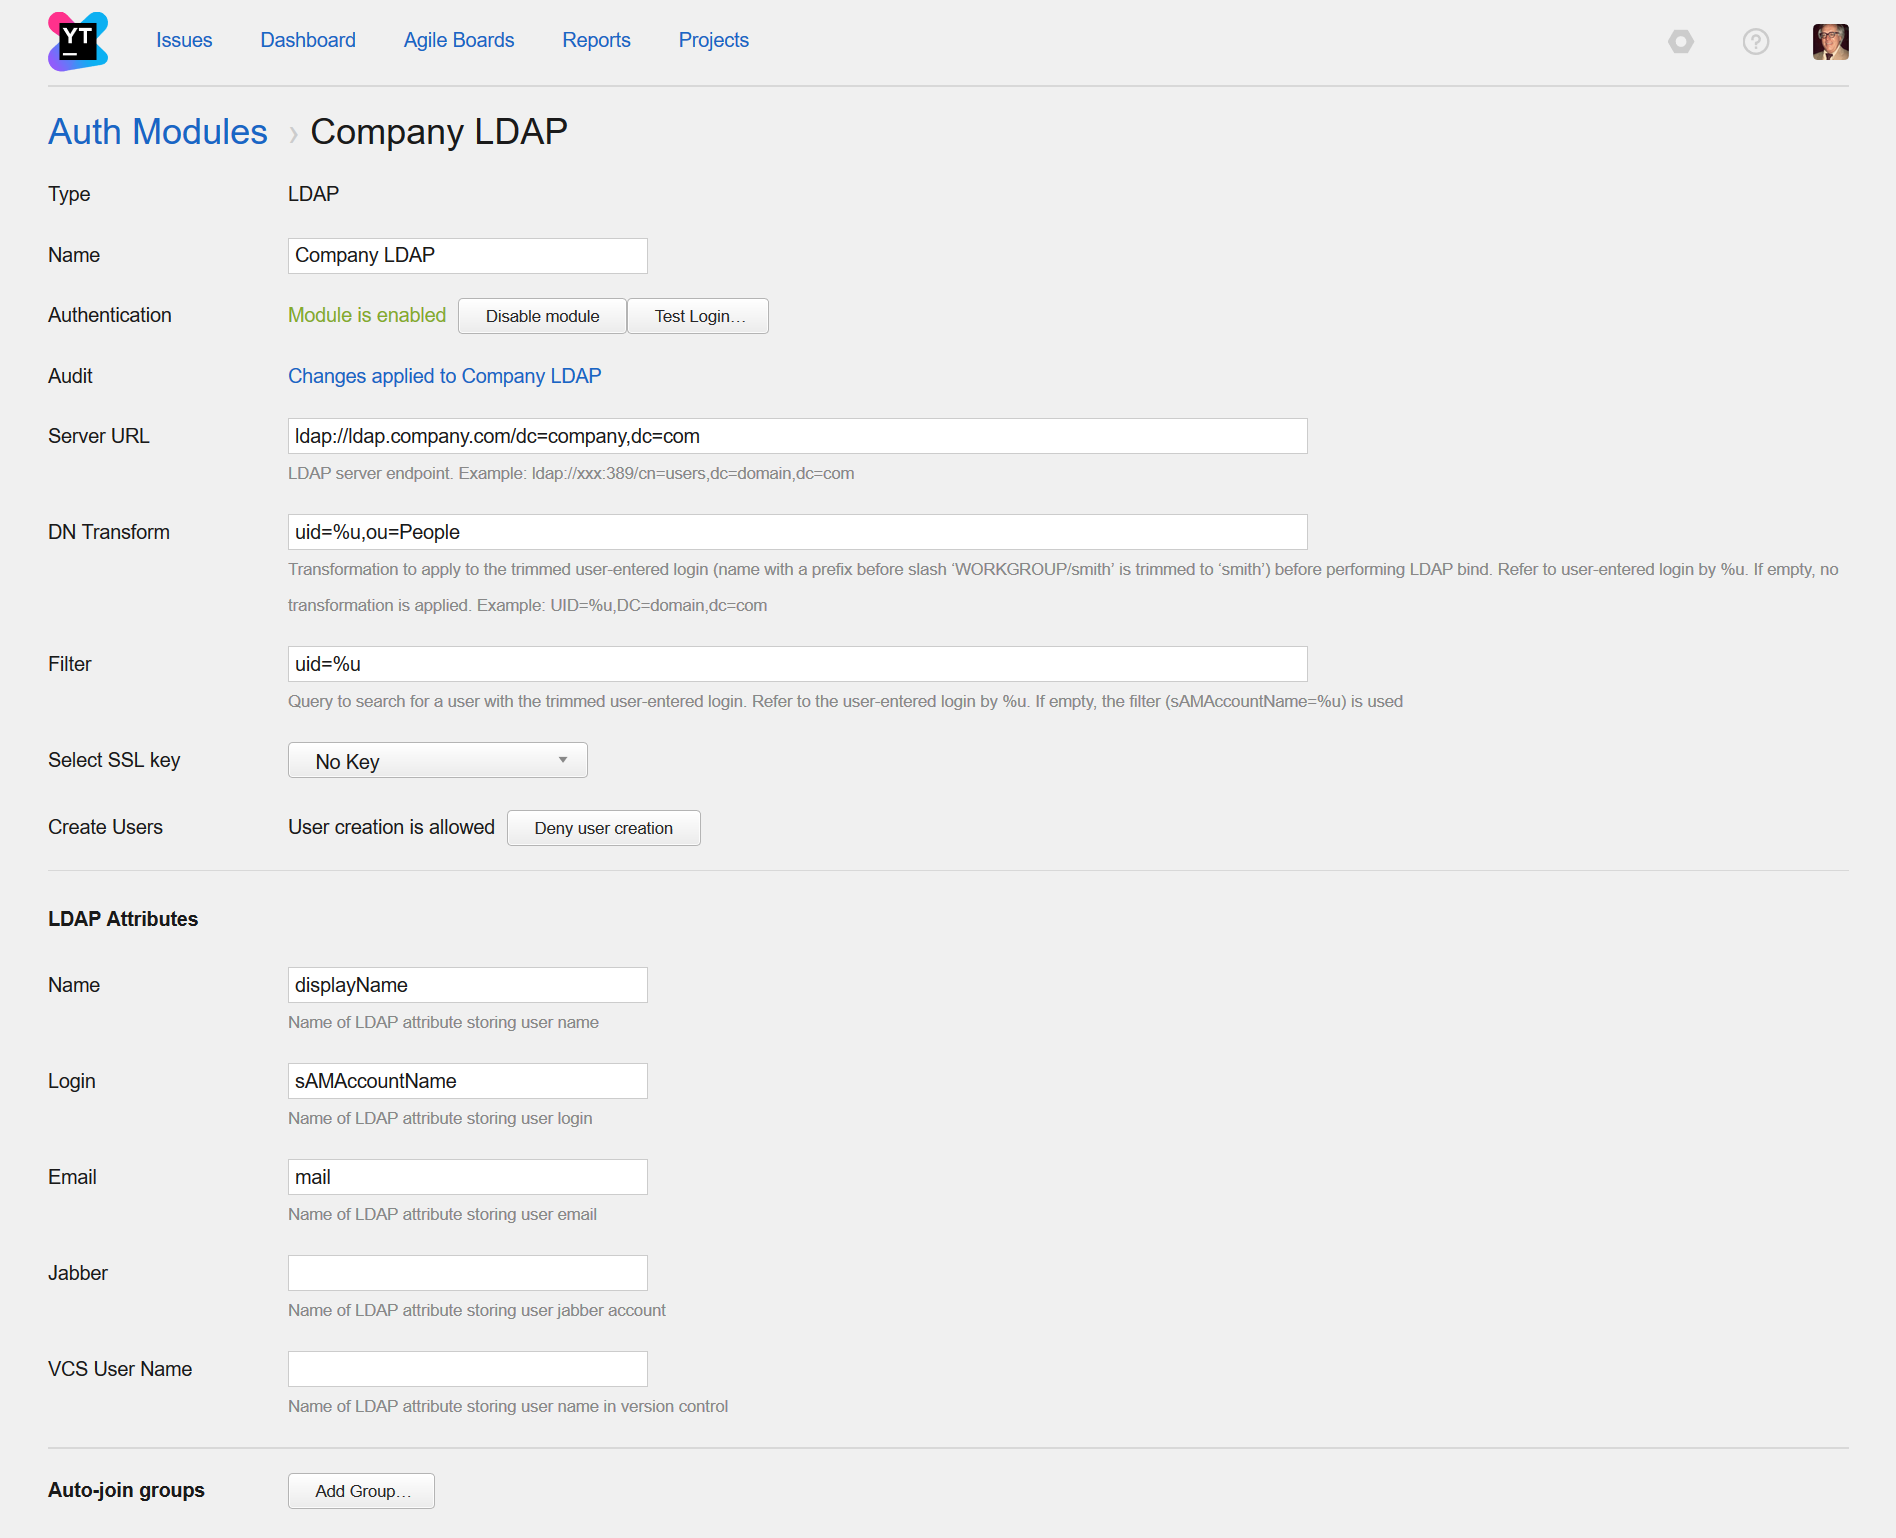 YT
Issues Dashboard Agile Boards Reports Projects
?
Auth Modules › Company LDAP
Type LDAP
Name Company LDAP
Authentication Module is enabled Disable module Test Login…
Audit Changes applied to Company LDAP
Server URL ldap://ldap.company.com/dc=company,dc=com
LDAP server endpoint. Example: ldap://xxx:389/cn=users,dc=domain,dc=com
DN Transform uid=%u,ou=People
Transformation to apply to the trimmed user-entered login (name with a prefix before slash ‘WORKGROUP/smith’ is trimmed to ‘smith’) before performing LDAP bind. Refer to user-entered login by %u. If empty, no
transformation is applied. Example: UID=%u,DC=domain,dc=com
Filter uid=%u
Query to search for a user with the trimmed user-entered login. Refer to the user-entered login by %u. If empty, the filter (sAMAccountName=%u) is used
Select SSL key No Key
Create Users User creation is allowed Deny user creation
LDAP Attributes
Name displayName
Name of LDAP attribute storing user name
Login sAMAccountName
Name of LDAP attribute storing user login
Email mail
Name of LDAP attribute storing user email
Jabber
Name of LDAP attribute storing user jabber account
VCS User Name
Name of LDAP attribute storing user name in version control
Auto-join groups Add Group…